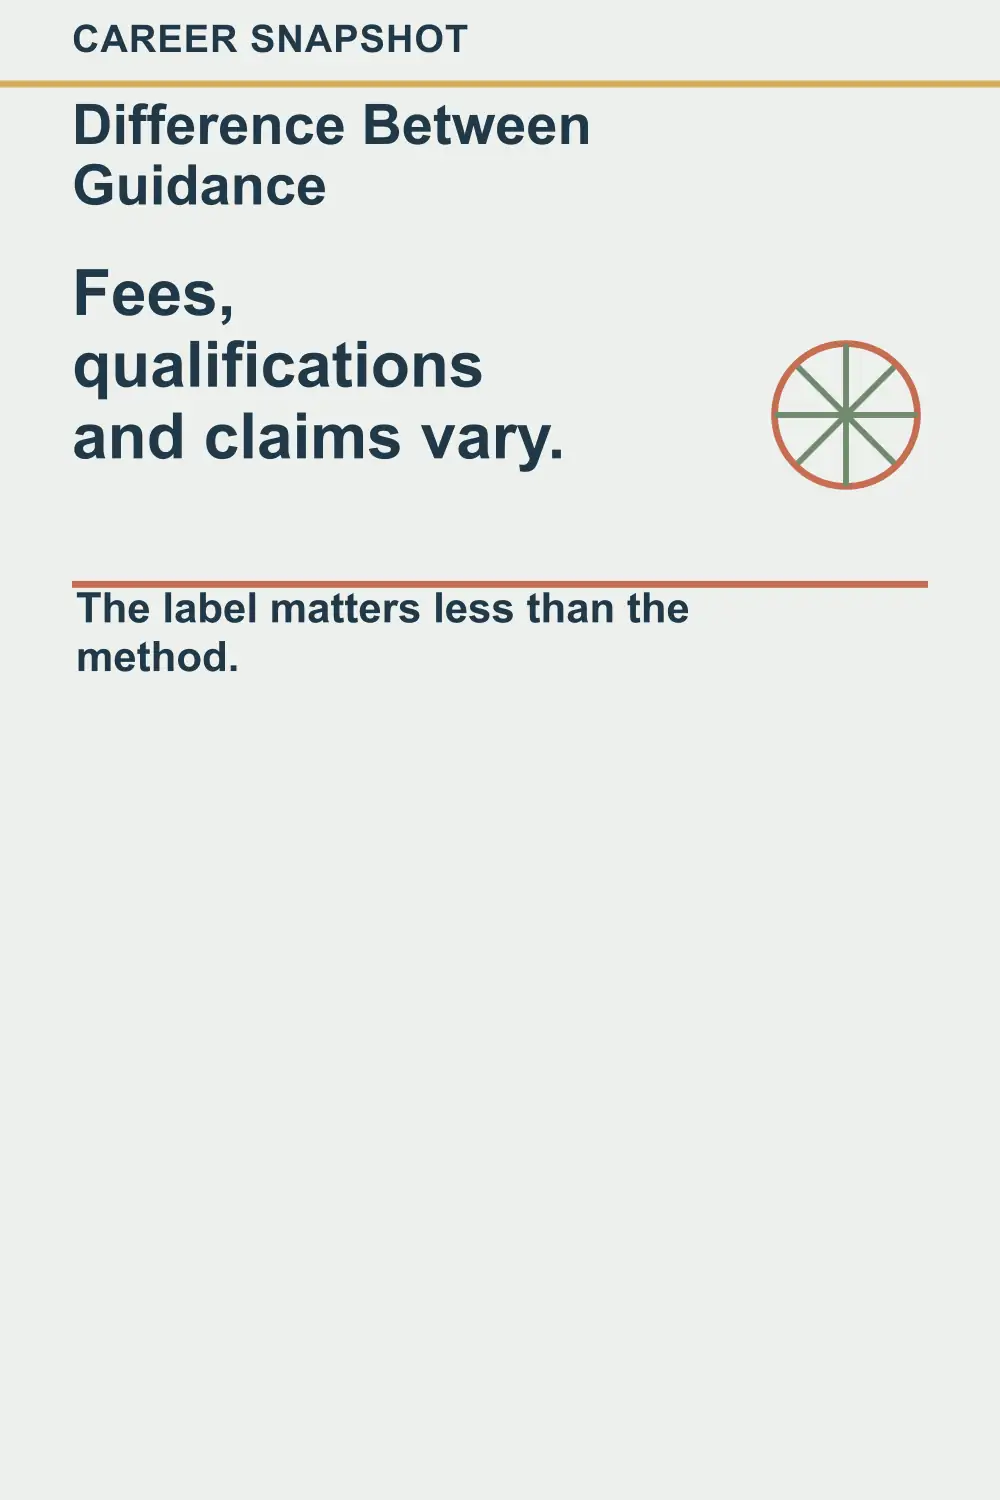 CAREER SNAPSHOT
Difference Between
Guidance
Fees,
qualifications
and claims vary.
The label matters less than the
method.